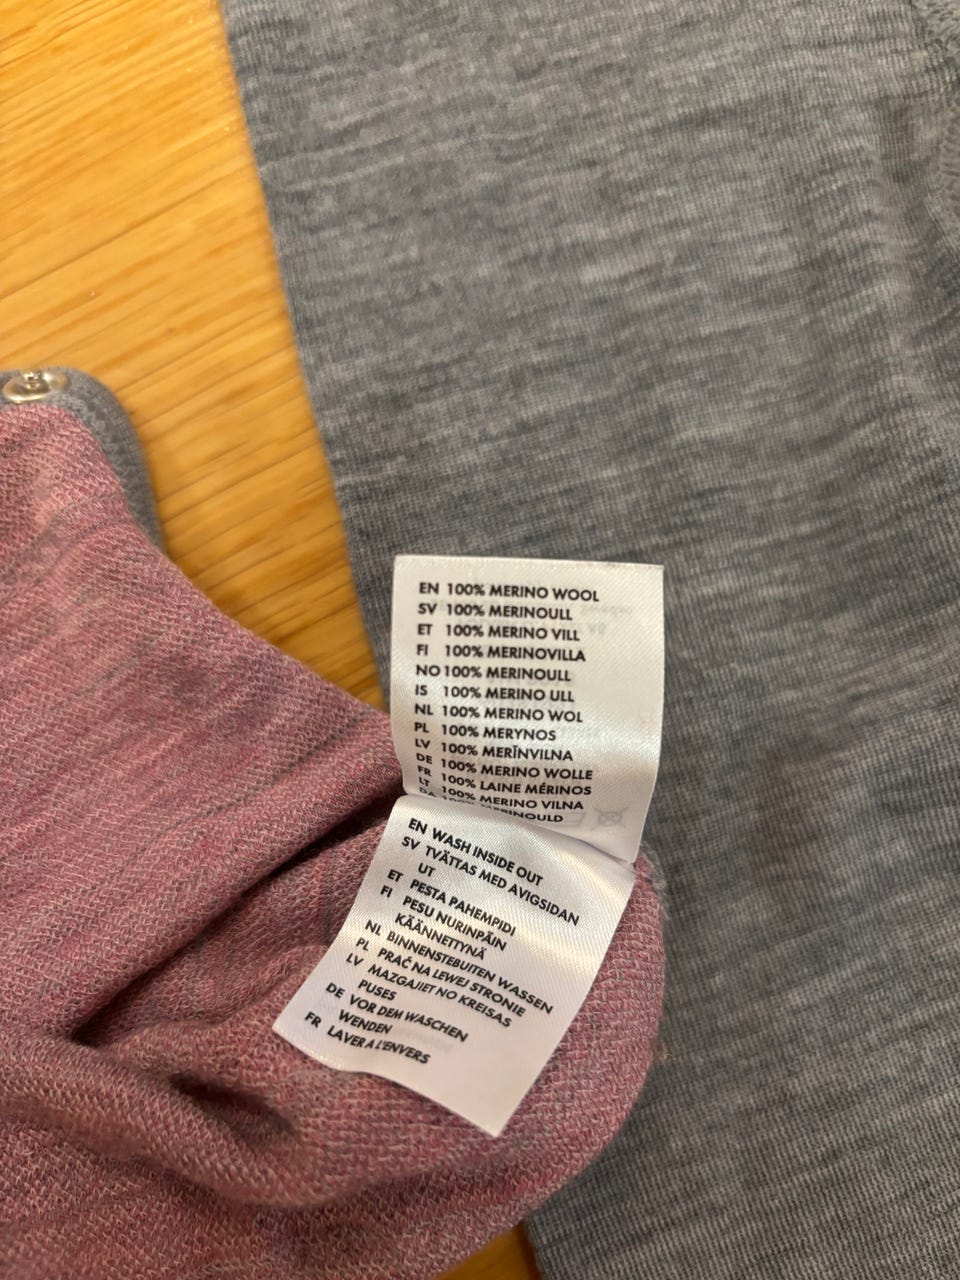 EN 100% MERINO WOOL
SV 100% MERINOULL
ET 100% MERINO VILL
FI 100% MERINOVILLA
NO 100% MERINOULL
IS 100% MERINO ULL
NL 100% MERINO WOL
PL 100% MERYNOS
LV 100% MERĪNVILNA
DE 100% MERINO WOLLE
FR 100% LAINE MÉRINOS
LT 100% MERINO VILNA
DA 100% MERINOULD
EN WASH INSIDE OUT
SV TVÄTTAS MED AVIGSIDAN
UT
ET PESTA PAHEMPIDI
FI PESU NURINPÄIN
KÄÄNNETTYNÄ
NL BINNENSTEBUITEN WASSEN
PL PRAĆ NA LEWEJ STRONIE
LV MAZGAJIET NO KREISAS
PUSES
DE VOR DEM WASCHEN
WENDEN
FR LAVER A L'ENVERS